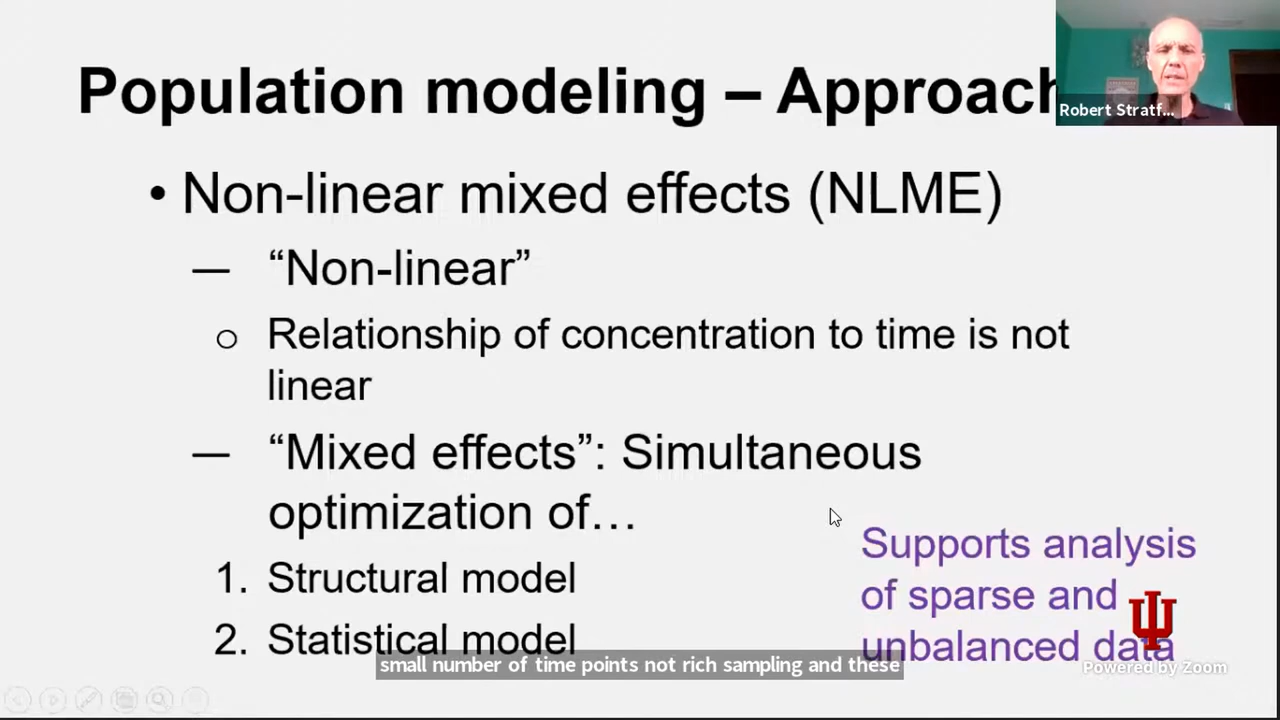 Population modeling – Approach
Robert Stratf...
• Non-linear mixed effects (NLME)
— “Non-linear”
o Relationship of concentration to time is not
linear
— “Mixed effects”: Simultaneous
optimization of…
1. Structural model
2. Statistical model
Supports analysis
of sparse and
unbalanced data
small number of time points not rich sampling and these
Powered by Zoom